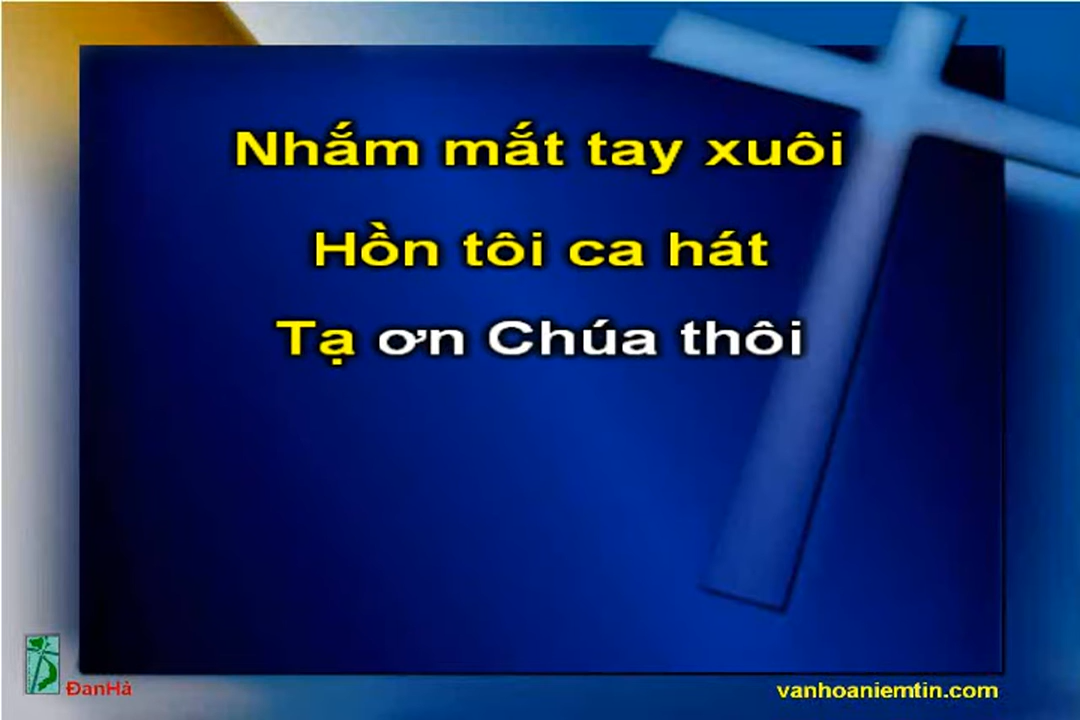 Nhắm mắt tay xuôi
Hồn tôi ca hát
Tạ ơn Chúa thôi
ĐanHà
vanhoaniemtin.com